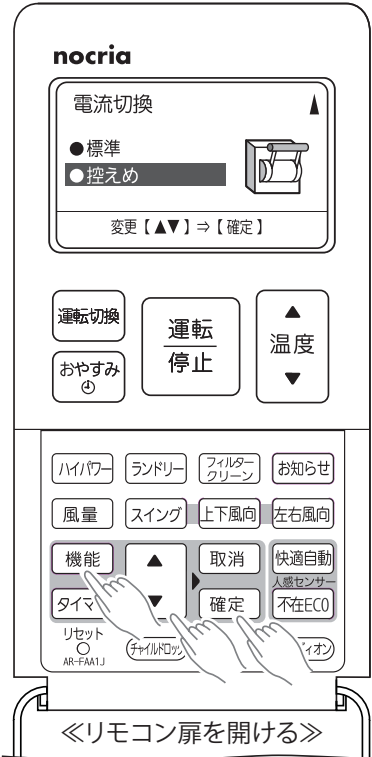 nocria
電流切換
●標準
●控えめ
変更【▲▼】⇒【確定】
運転切換
運転
停止
▲
温度
▼
おやすみ
ハイパワー
ランドリー
フィルター
クリーン
お知らせ
風量
スイング
上下風向
左右風向
機能
▲
取消
快適自動
人感センサー
タイマ
▼
確定
不在ECO
リセット
AR-FAA1J
≪リモコン扉を開ける≫